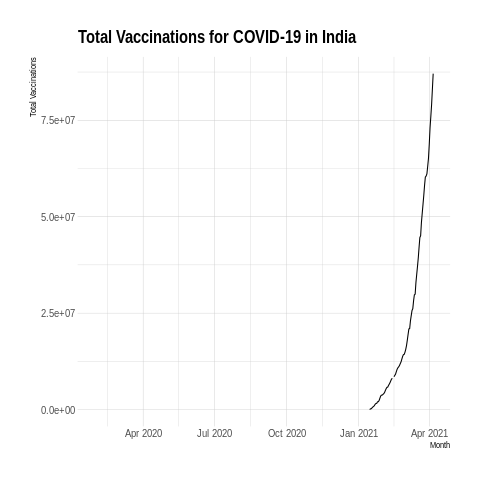 Total Vaccinations for COVID-19 in India
Total Vaccinations
7.5e+07
5.0e+07
2.5e+07
0.0e+00
Apr 2020 Jul 2020 Oct 2020 Jan 2021 Apr 2021
Month